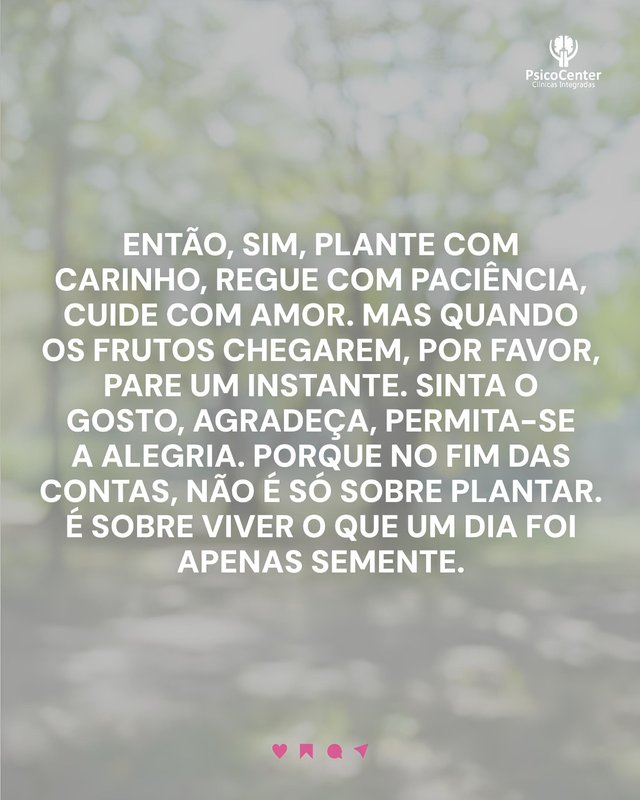 PsicoCenter
Clínicas Integradas
ENTÃO, SIM, PLANTE COM
CARINHO, REGUE COM PACIÊNCIA,
CUIDE COM AMOR. MAS QUANDO
OS FRUTOS CHEGAREM, POR FAVOR,
PARE UM INSTANTE. SINTA O
GOSTO, AGRADEÇA, PERMITA-SE
A ALEGRIA. PORQUE NO FIM DAS
CONTAS, NÃO É SÓ SOBRE PLANTAR.
É SOBRE VIVER O QUE UM DIA FOI
APENAS SEMENTE.